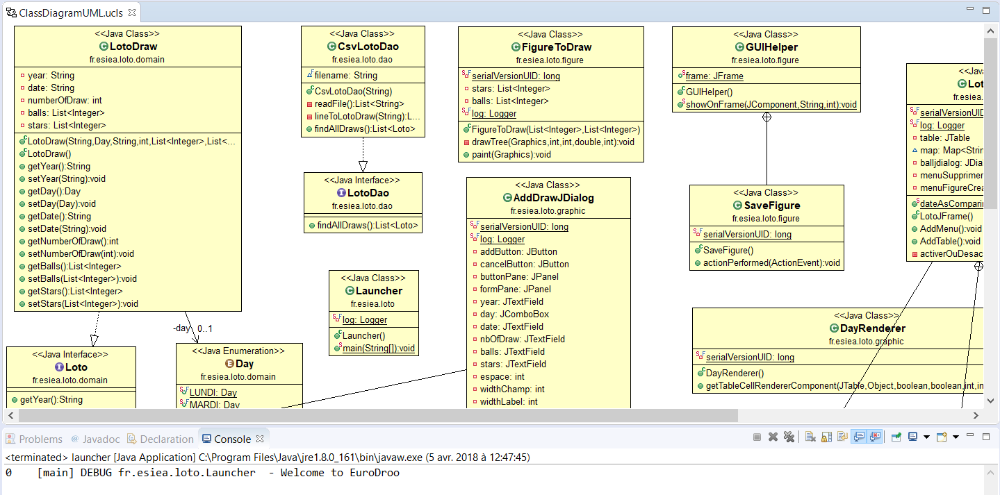 ClassDiagramUML.ucls
<<Java Class>>
LotoDraw
fr.esiea.loto.domain
year: String
date: String
numberOfDraw: int
balls: List<Integer>
stars: List<Integer>
LotoDraw(String,Day,String,int,List<Integer>,List<...
LotoDraw()
getYear():String
setYear(String):void
getDay():Day
setDay(Day):void
getDate():String
setDate(String):void
getNumberOfDraw():int
setNumberOfDraw(int):void
getBalls():List<Integer>
setBalls(List<Integer>):void
getStars():List<Integer>
setStars(List<Integer>):void
-day 0..1
<<Java Interface>>
Loto
fr.esiea.loto.domain
getYear():String
<<Java Enumeration>>
Day
fr.esiea.loto.domain
LUNDI: Day
MARDI: Day
<<Java Class>>
CsvLotoDao
fr.esiea.loto.dao
filename: String
CsvLotoDao(String)
readFile():List<String>
lineToLotoDraw(String):L...
findAllDraws():List<Loto>
<<Java Interface>>
LotoDao
fr.esiea.loto.dao
findAllDraws():List<Loto>
<<Java Class>>
Launcher
fr.esiea.loto
log: Logger
Launcher()
main(String[]):void
<<Java Class>>
FigureToDraw
fr.esiea.loto.figure
serialVersionUID: long
stars: List<Integer>
balls: List<Integer>
log: Logger
FigureToDraw(List<Integer>,List<Integer>)
drawTree(Graphics,int,int,double,int):void
paint(Graphics):void
<<Java Class>>
AddDrawJDialog
fr.esiea.loto.graphic
serialVersionUID: long
log: Logger
addButton: JButton
cancelButton: JButton
buttonPane: JPanel
formPane: JPanel
year: JTextField
day: JComboBox
date: JTextField
nbOfDraw: JTextField
balls: JTextField
stars: JTextField
espace: int
widthChamp: int
widthLabel: int
<<Java Class>>
GUIHelper
fr.esiea.loto.figure
frame: JFrame
GUIHelper()
showOnFrame(JComponent,String,int):void
<<Java Class>>
SaveFigure
fr.esiea.loto.figure
serialVersionUID: long
SaveFigure()
actionPerformed(ActionEvent):void
<<Java Class>>
DayRenderer
fr.esiea.loto.graphic
serialVersionUID: long
DayRenderer()
getTableCellRendererComponent(JTable,Object,boolean,boolean,int,in
<<Java
Lot
fr.esiea.lot
serialVersionUID
log: Logger
table: JTable
map: Map<Strin
balljdialog: JDial
menuSupprimer
menuFigureCrea
dateAsComparin
LotoJFrame()
AddMenu():void
AddTable():void
activerOuDesac
Problems @ Javadoc Declaration Console
<terminated> launcher [Java Application] C:\Program Files\Java\jre1.8.0_161\bin\javaw.exe (5 avr. 2018 à 12:47:45)
0 [main] DEBUG fr.esiea.loto.Launcher - Welcome to EuroDroo